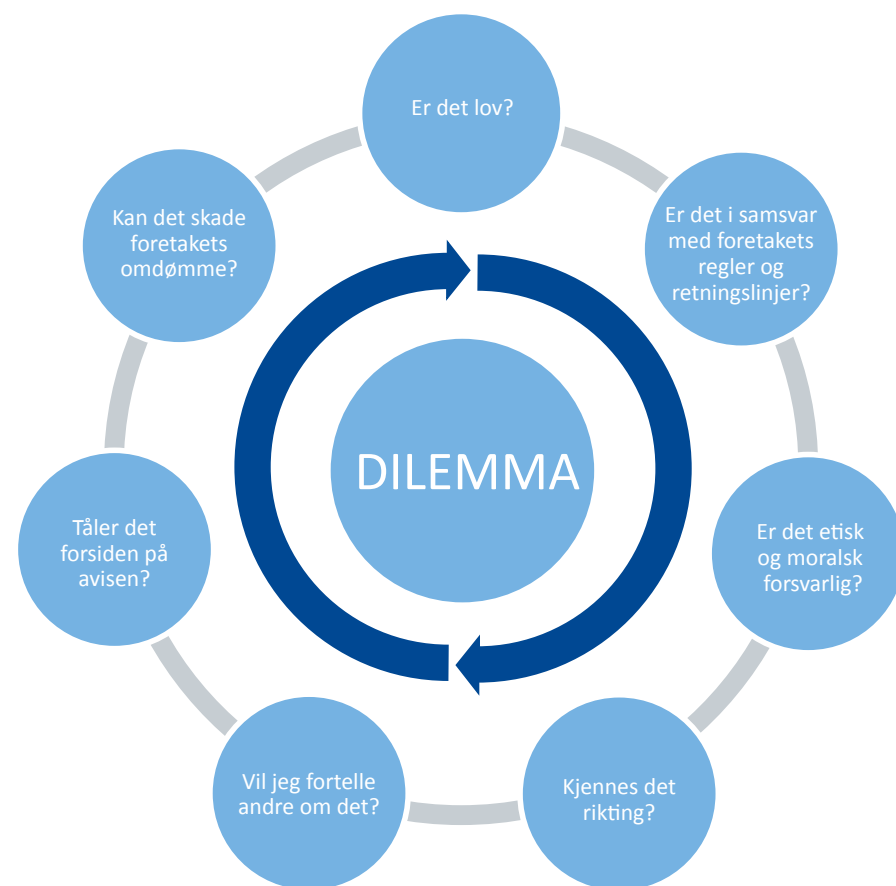 Er det lov?
Er det i samsvar
med foretakets
regler og
retningslinjer?
Er det etisk
og moralsk
forsvarlig?
Kjennes det
rikting?
Vil jeg fortelle
andre om det?
Tåler det
forsiden på
avisen?
Kan det skade
foretakets
omdømme?
DILEMMA